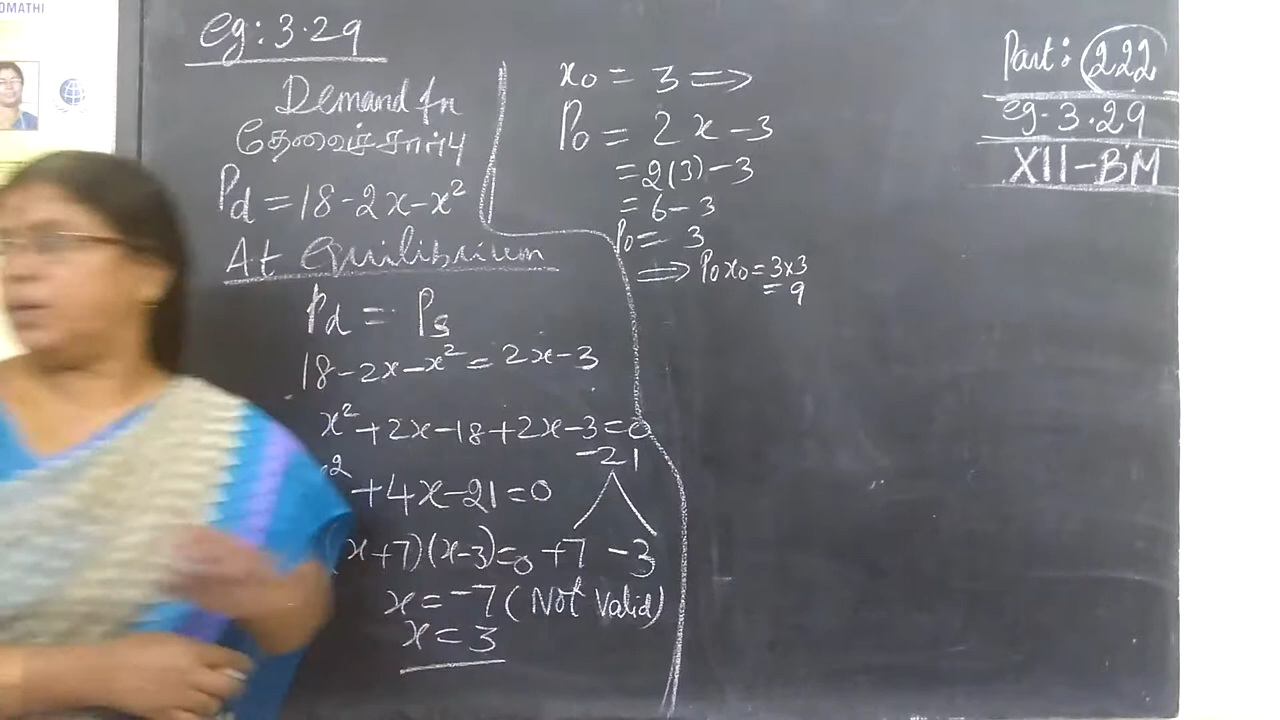 OMATHI
eg: 3.29
Demand fn
தேவைச்சார்பு
Pd = 18 - 2x - x²
At Equilibrium
Pd = Ps
18 - 2x - x² = 2x - 3
x² + 2x - 18 + 2x - 3 = 0
² + 4x - 21 = 0
(x+7)(x-3) = 0
x = -7 (Not Valid)
x = 3
-21
+7 -3
x₀ = 3 ⟹
P₀ = 2x - 3
= 2(3) - 3
= 6 - 3
P₀ = 3
⟹ P₀x₀ = 3×3
= 9
Part: 222
eg. 3.29
XII-BM